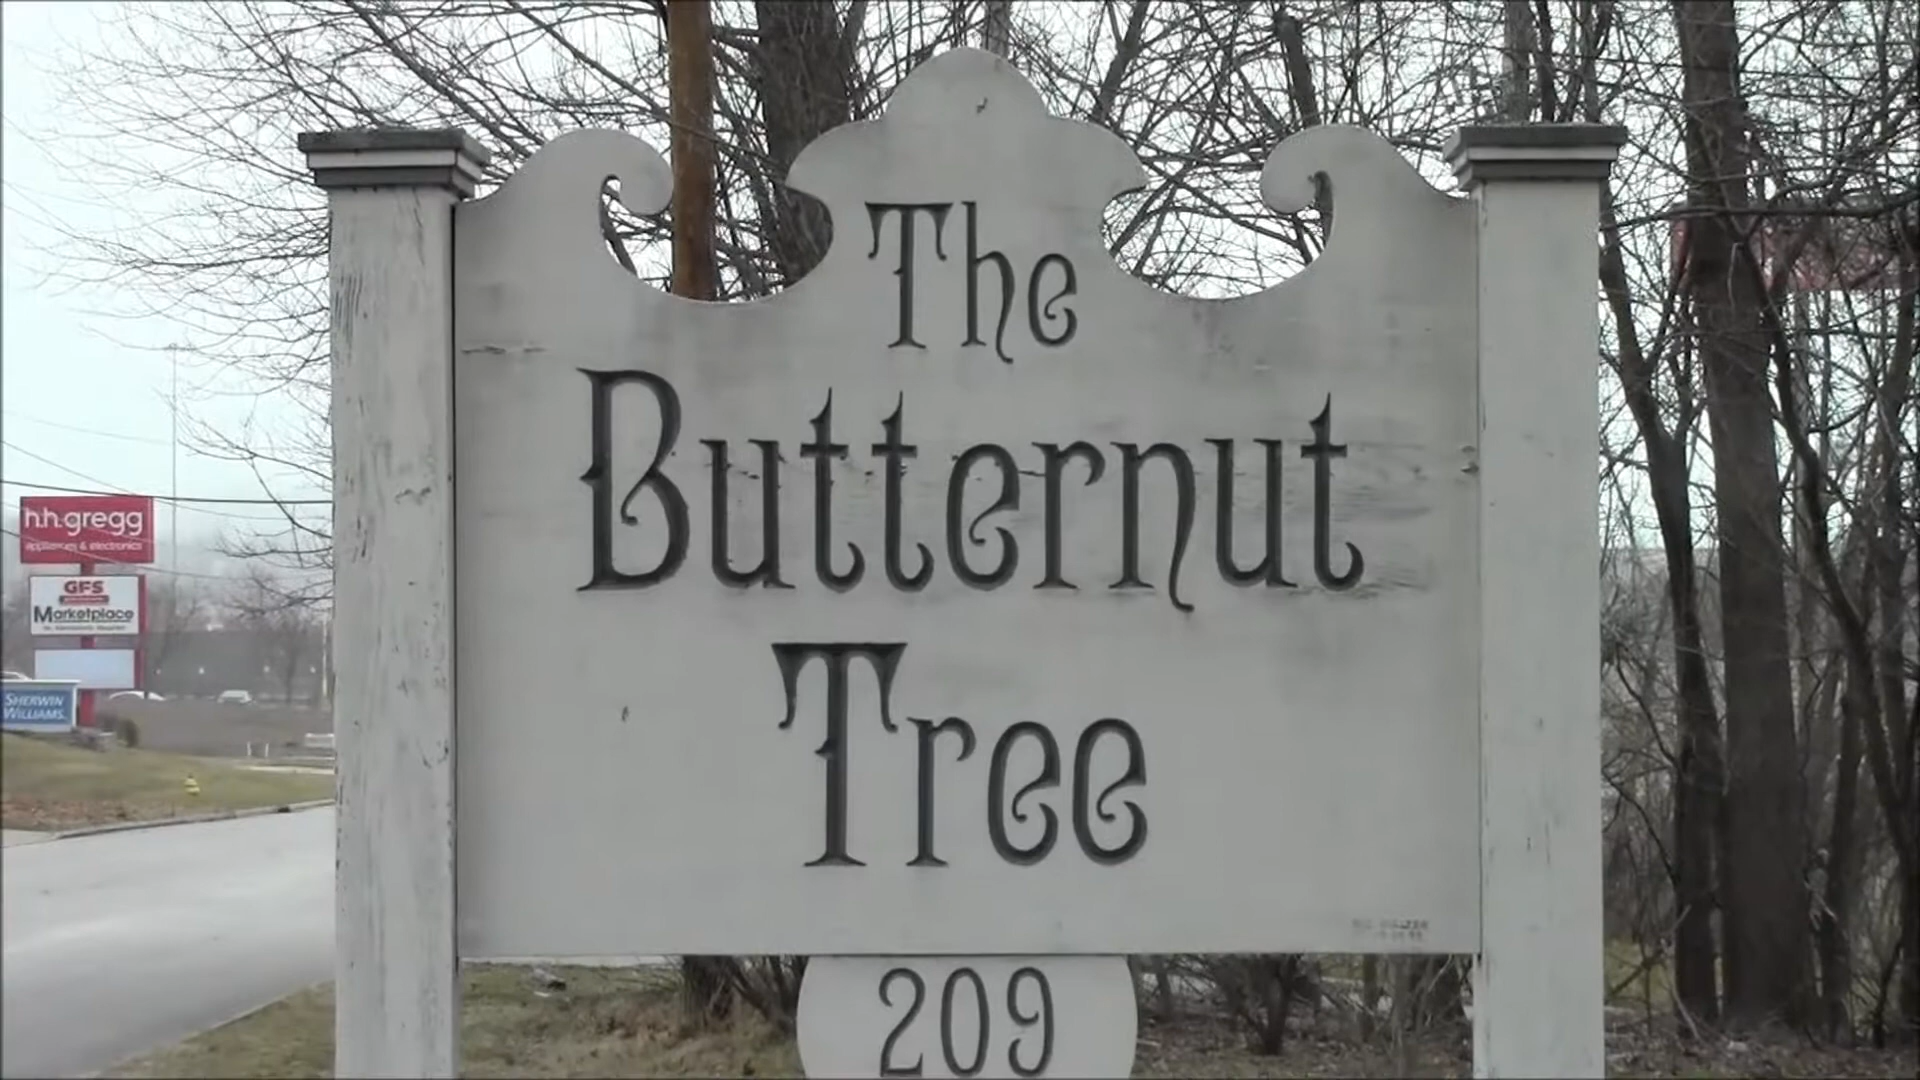 The
Butternut
Tree
209
h.h.gregg
appliances & electronics
GFS
Marketplace
SHERWIN
WILLIAMS.